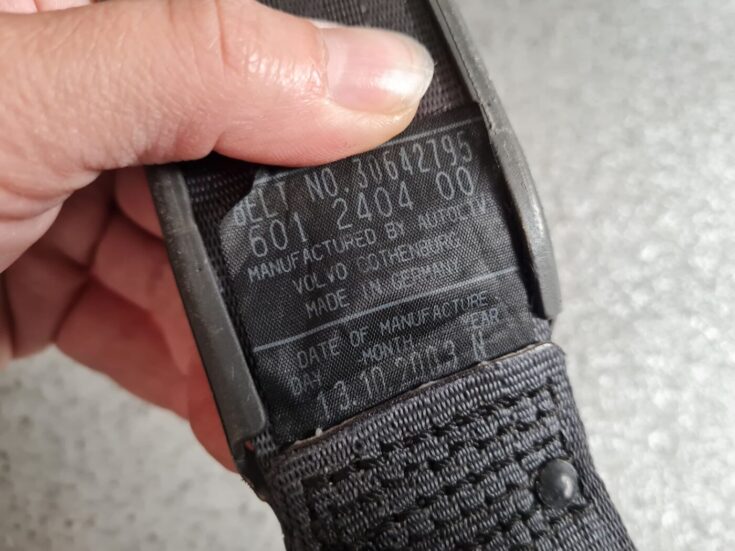 BELT NO.30642795
601 2404 00
MANUFACTURED BY AUTOLIV
VOLVO GOTHENBURG
MADE IN GERMANY
DATE OF MANUFACTURE
DAY MONTH YEAR
13.10.2003 N